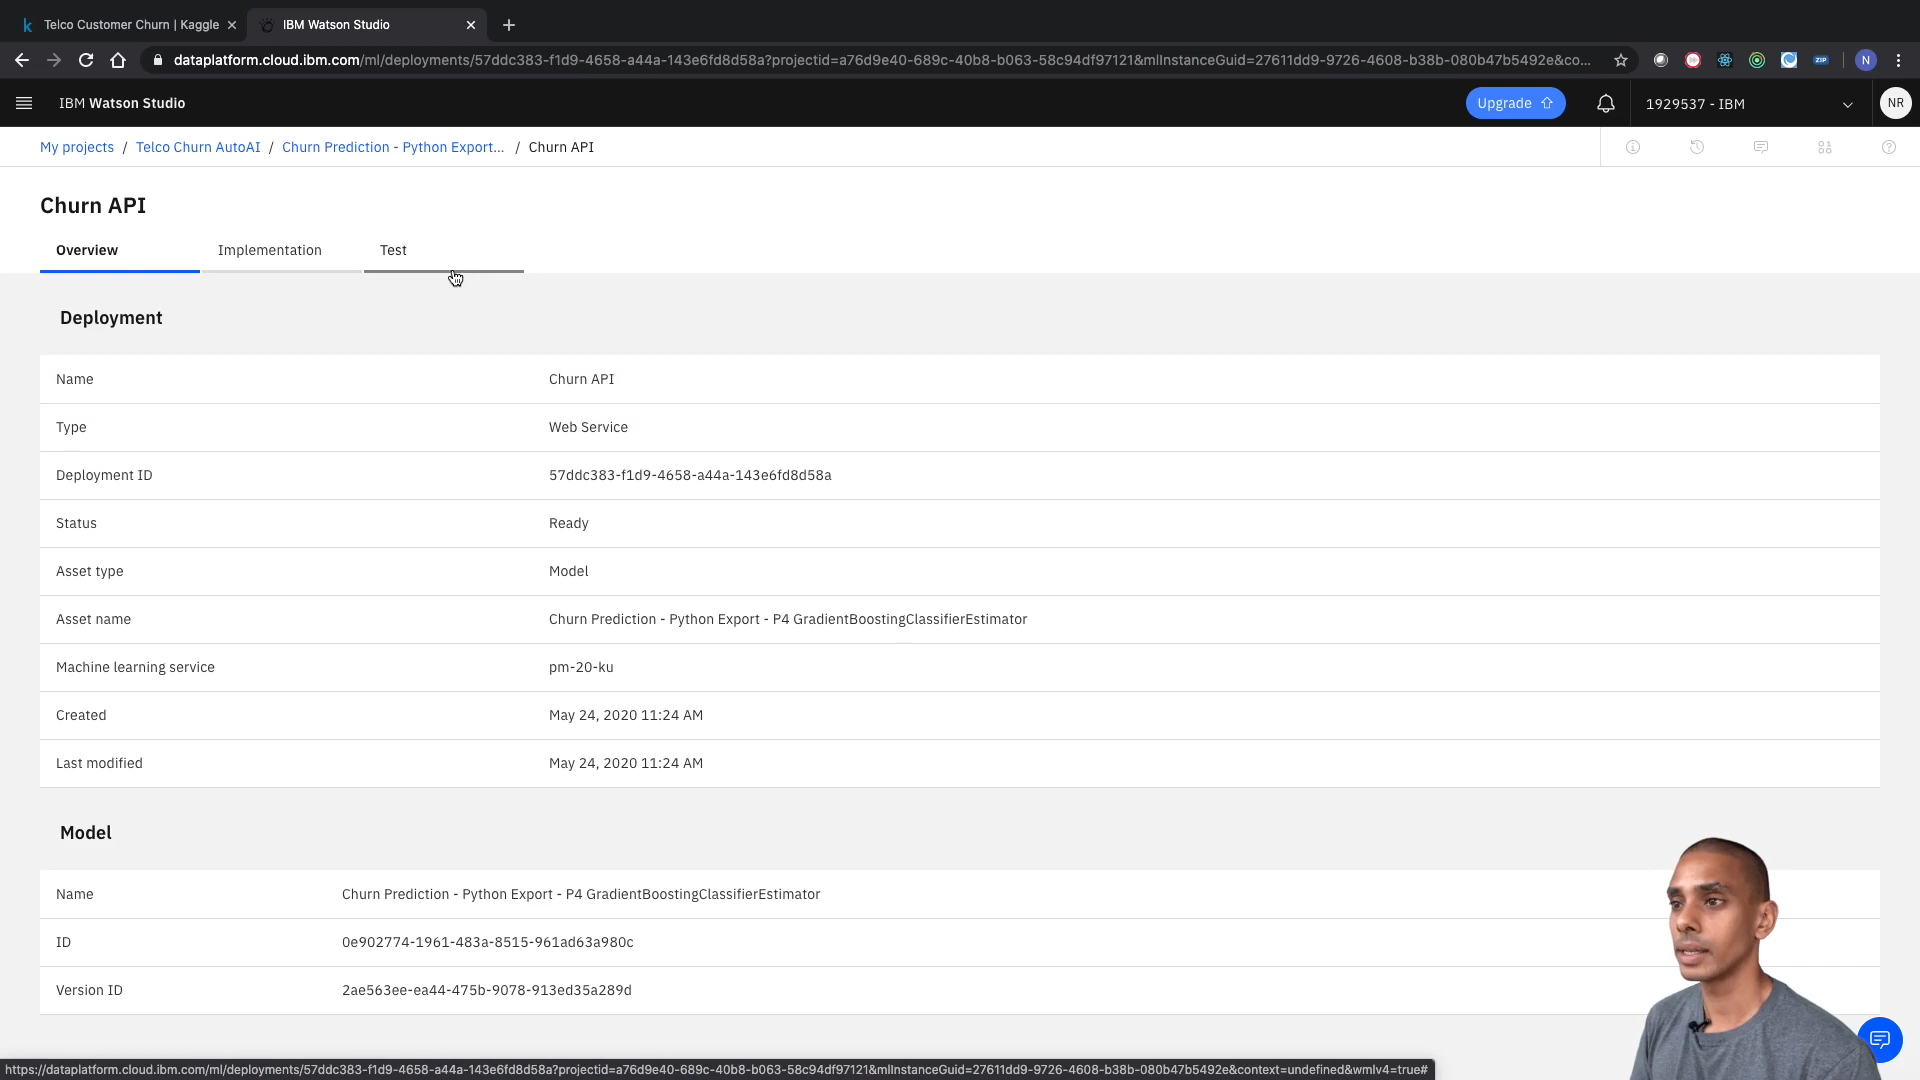 Telco Customer Churn | Kaggle
IBM Watson Studio
dataplatform.cloud.ibm.com/ml/deployments/57ddc383-f1d9-4658-a44a-143e6fd8d58a?projectid=a76d9e40-689c-40b8-b063-58c94df97121&mlInstanceGuid=27611dd9-9726-4608-b38b-080b47b5492e&co...
ZIP
N
IBM Watson Studio
Upgrade
1929537 - IBM
NR
My projects / Telco Churn AutoAI / Churn Prediction - Python Export... / Churn API
Churn API
Overview
Implementation
Test
Deployment
Name Churn API
Type Web Service
Deployment ID 57ddc383-f1d9-4658-a44a-143e6fd8d58a
Status Ready
Asset type Model
Asset name Churn Prediction - Python Export - P4 GradientBoostingClassifierEstimator
Machine learning service pm-20-ku
Created May 24, 2020 11:24 AM
Last modified May 24, 2020 11:24 AM
Model
Name Churn Prediction - Python Export - P4 GradientBoostingClassifierEstimator
ID 0e902774-1961-483a-8515-961ad63a980c
Version ID 2ae563ee-ea44-475b-9078-913ed35a289d
https://dataplatform.cloud.ibm.com/ml/deployments/57ddc383-f1d9-4658-a44a-143e6fd8d58a?projectid=a76d9e40-689c-40b8-b063-58c94df97121&mlInstanceGuid=27611dd9-9726-4608-b38b-080b47b5492e&context=undefined&wmlv4=true#